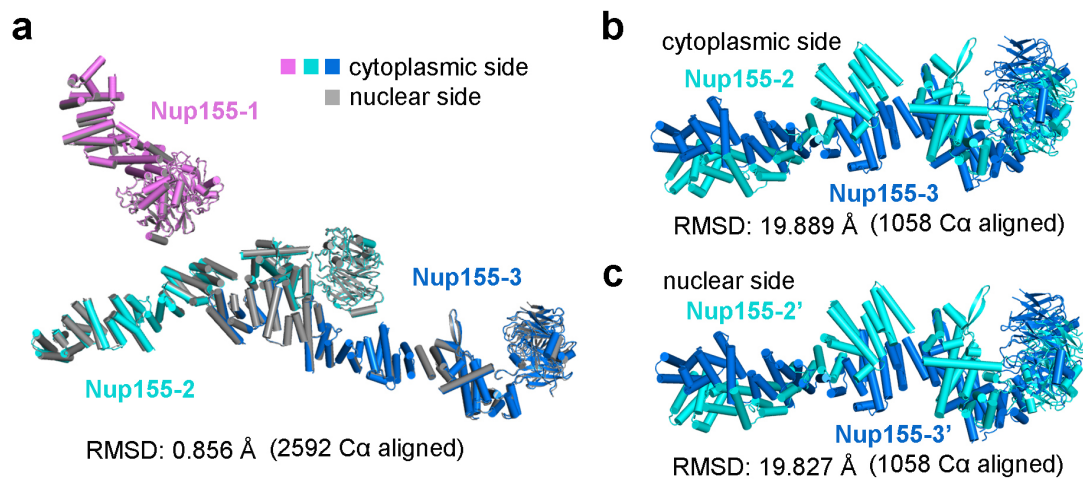 a
Nup155-1
cytoplasmic side
nuclear side
Nup155-3
Nup155-2
RMSD: 0.856 Å (2592 Cα aligned)
b
cytoplasmic side
Nup155-2
Nup155-3
RMSD: 19.889 Å (1058 Cα aligned)
c
nuclear side
Nup155-2’
Nup155-3’
RMSD: 19.827 Å (1058 Cα aligned)